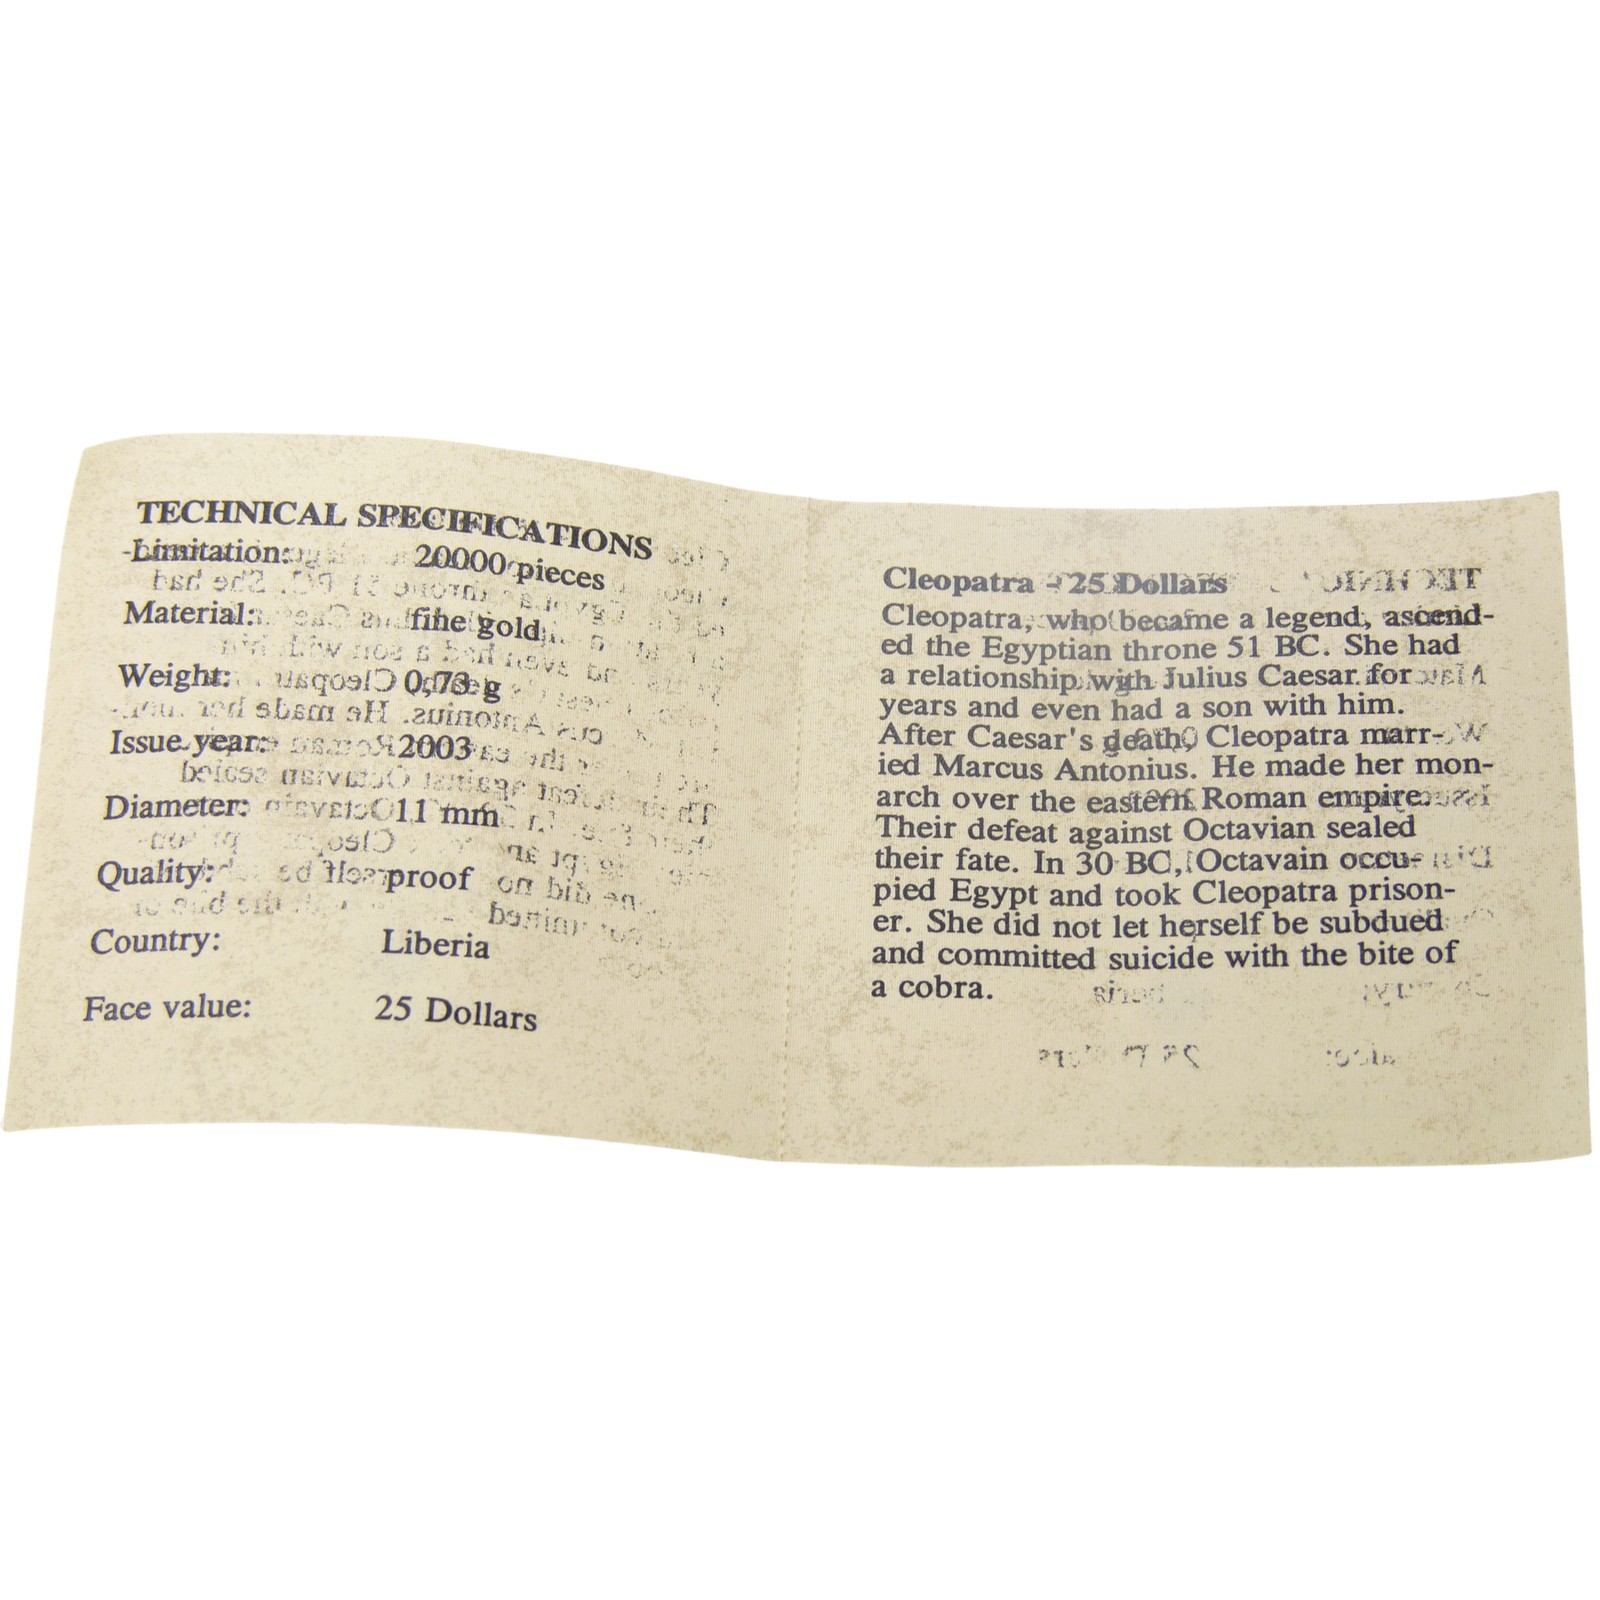 TECHNICAL SPECIFICATIONS
Limitation: 20000 pieces
Material: fine gold
Weight: 0,73 g
Issue year: 2003
Diameter: 11 mm
Quality: proof
Country: Liberia
Face value: 25 Dollars
Cleopatra - 25 Dollars
Cleopatra, who became a legend, ascend-
ed the Egyptian throne 51 BC. She had
a relationship with Julius Caesar for
years and even had a son with him.
After Caesar's death, Cleopatra marr-
ied Marcus Antonius. He made her mon-
arch over the eastern Roman empire.
Their defeat against Octavian sealed
their fate. In 30 BC, Octavain occu-
pied Egypt and took Cleopatra prison-
er. She did not let herself be subdued
and committed suicide with the bite of
a cobra.